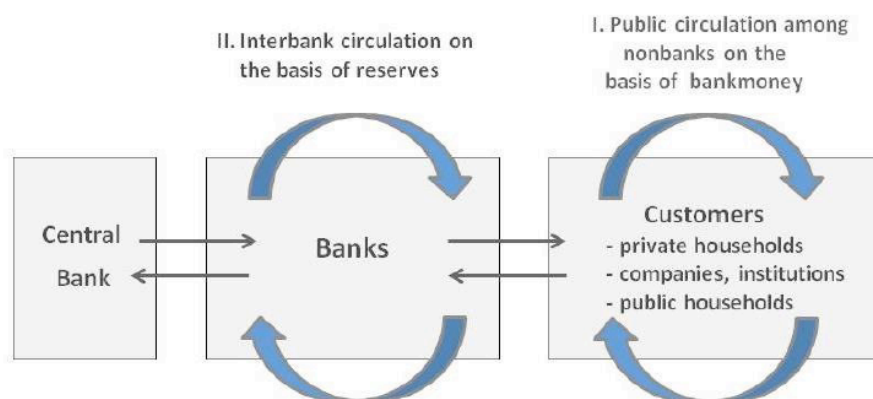 II. Interbank circulation on
the basis of reserves
I. Public circulation among
nonbanks on the
basis of bankmoney
Central
Bank
Banks
Customers
- private households
- companies, institutions
- public households